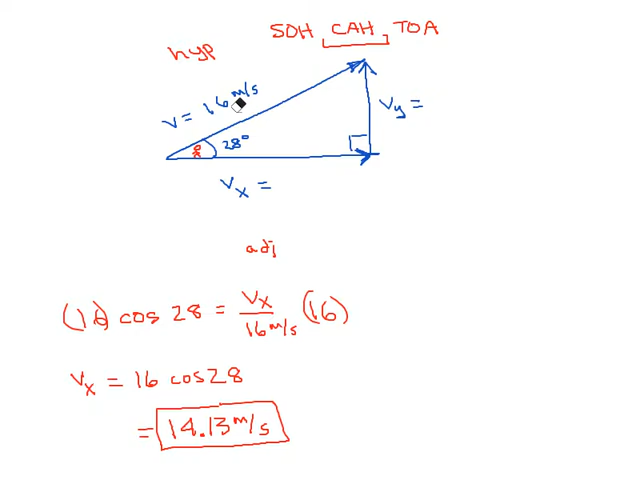 SOH CAH TOA
hyp
v = 16 m/s
Vy =
28°
Vx =
adj
(16) cos 28 = Vx / 16 m/s (16)
Vx = 16 cos 28
= 14.13 m/s